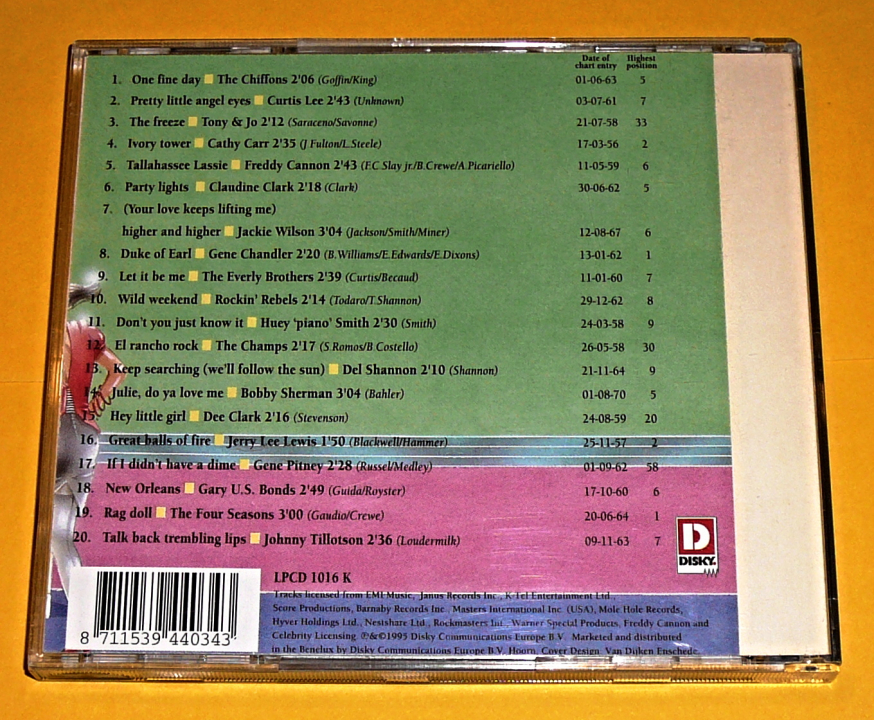 Date of Highest
chart entry position
1. One fine day The Chiffons 2'06 (Goffin/King) 01-06-63 5
2. Pretty little angel eyes Curtis Lee 2'43 (Unknown) 03-07-61 7
3. The freeze Tony & Jo 2'12 (Saraceno/Savonne) 21-07-58 33
4. Ivory tower Cathy Carr 2'35 (J Fulton/L.Steele) 17-03-56 2
5. Tallahassee Lassie Freddy Cannon 2'43 (F.C Slay jr./B.Crewe/A.Picariello) 11-05-59 6
6. Party lights Claudine Clark 2'18 (Clark) 30-06-62 5
7. (Your love keeps lifting me)
higher and higher Jackie Wilson 3'04 (Jackson/Smith/Miner) 12-08-67 6
8. Duke of Earl Gene Chandler 2'20 (B.Williams/E.Edwards/E.Dixons) 13-01-62 1
9. Let it be me The Everly Brothers 2'39 (Curtis/Becaud) 11-01-60 7
10. Wild weekend Rockin' Rebels 2'14 (Todaro/T.Shannon) 29-12-62 8
11. Don't you just know it Huey 'piano' Smith 2'30 (Smith) 24-03-58 9
12. El rancho rock The Champs 2'17 (S.Romos/B.Costello) 26-05-58 30
13. Keep searching (we'll follow the sun) Del Shannon 2'10 (Shannon) 21-11-64 9
14. Julie, do ya love me Bobby Sherman 3'04 (Bahler) 01-08-70 5
15. Hey little girl Dee Clark 2'16 (Stevenson) 24-08-59 20
16. Great balls of fire Jerry Lee Lewis 1'50 (Blackwell/Hammer) 25-11-57 2
17. If I didn't have a dime Gene Pitney 2'28 (Russel/Medley) 01-09-62 58
18. New Orleans Gary U.S. Bonds 2'49 (Guida/Royster) 17-10-60 6
19. Rag doll The Four Seasons 3'00 (Gaudio/Crewe) 20-06-64 1
20. Talk back trembling lips Johnny Tillotson 2'36 (Loudermilk) 09-11-63 7
D
DISKY
LPCD 1016 K
Tracks licensed from EMI Music, Janus Records Inc., K-Tel Entertainment Ltd.,
Score Productions, Barnaby Records Inc. Masters International Inc. (USA), Mole Hole Records,
Hyver Holdings Ltd., Nestshare Ltd., Rockmasters Inc., Warner Special Products, Freddy Cannon and
Celebrity Licensing ℗&©1995 Disky Communications Europe B.V. Marketed and distributed
in the Benelux by Disky Communications Europe B.V. Hoorn. Cover Design Van Dijken Enschede.
8 711539 440343